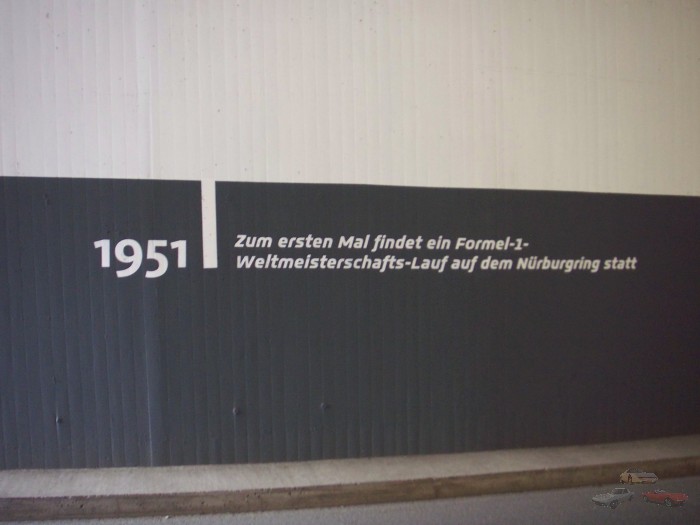 1951
Zum ersten Mal findet ein Formel-1-
Weltmeisterschafts-Lauf auf dem Nürburgring statt